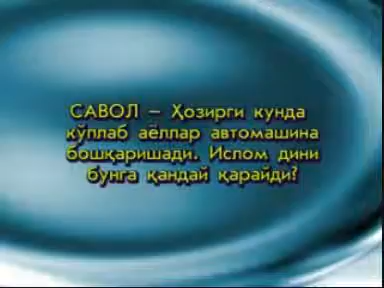 САВОЛ – Ҳозирги кунда
кўплаб аёллар автомашина
бошқаришади. Ислом дини
бунга қандай қарайди?